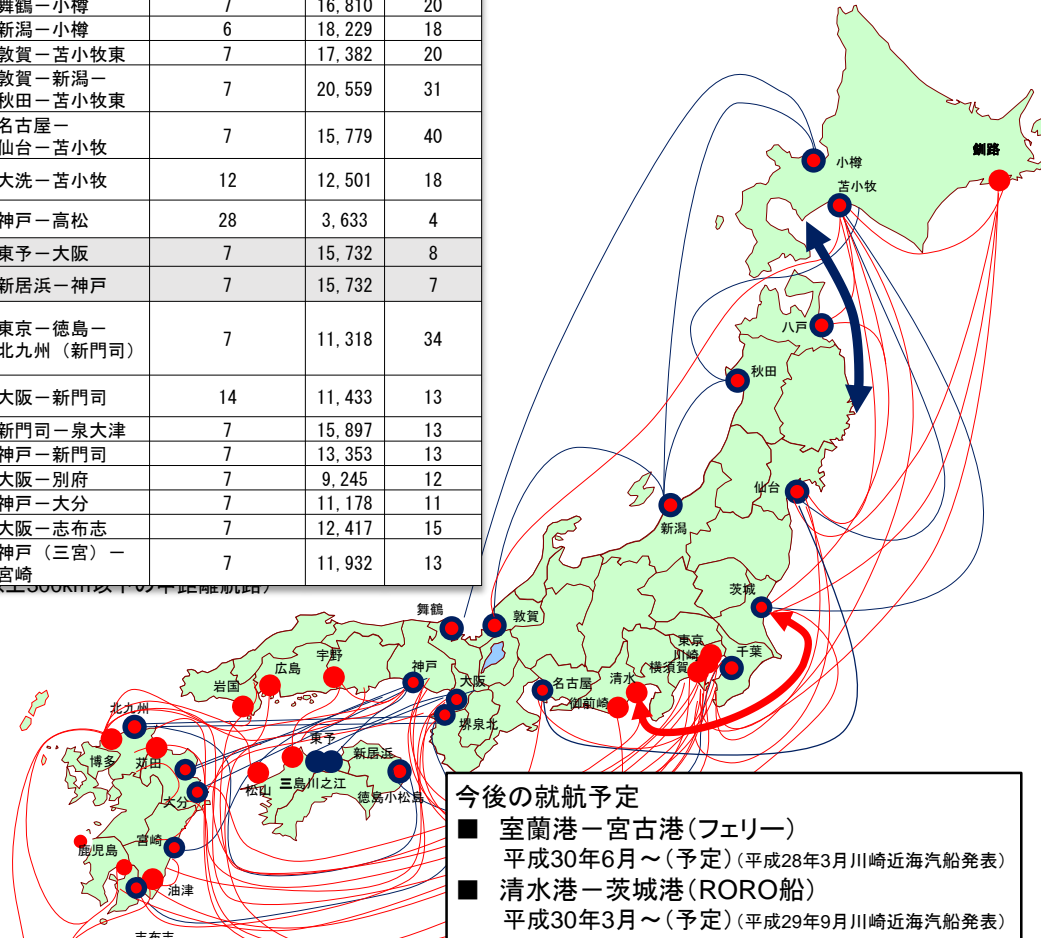 舞鶴－小樽 7 16,810 20
新潟－小樽 6 18,229 18
敦賀－苫小牧東 7 17,382 20
敦賀－新潟－
秋田－苫小牧東 7 20,559 31
名古屋－
仙台－苫小牧 7 15,779 40
大洗－苫小牧 12 12,501 18
神戸－高松 28 3,633 4
東予－大阪 7 15,732 8
新居浜－神戸 7 15,732 7
東京－徳島－
北九州（新門司） 7 11,318 34
大阪－新門司 14 11,433 13
新門司－泉大津 7 15,897 13
神戸－新門司 7 13,353 13
大阪－別府 7 9,245 12
神戸－大分 7 11,178 11
大阪－志布志 7 12,417 15
神戸（三宮）－
宮崎 7 11,932 13
釧路
小樽
苫小牧
八戸
秋田
仙台
新潟
茨城
舞鶴
敦賀
東京
川崎
千葉
横須賀
神戸
大阪
名古屋
清水
御前崎
宇野
広島
岩国
堺泉北
北九州
東予
新居浜
博多
苅田
松山
三島川之江
徳島小松島
大分
宮崎
鹿児島
油津
今後の就航予定
■ 室蘭港－宮古港（フェリー）
平成30年6月～（予定）（平成28年3月川崎近海汽船発表）
■ 清水港－茨城港（RORO船）
平成30年3月～（予定）（平成29年9月川崎近海汽船発表）